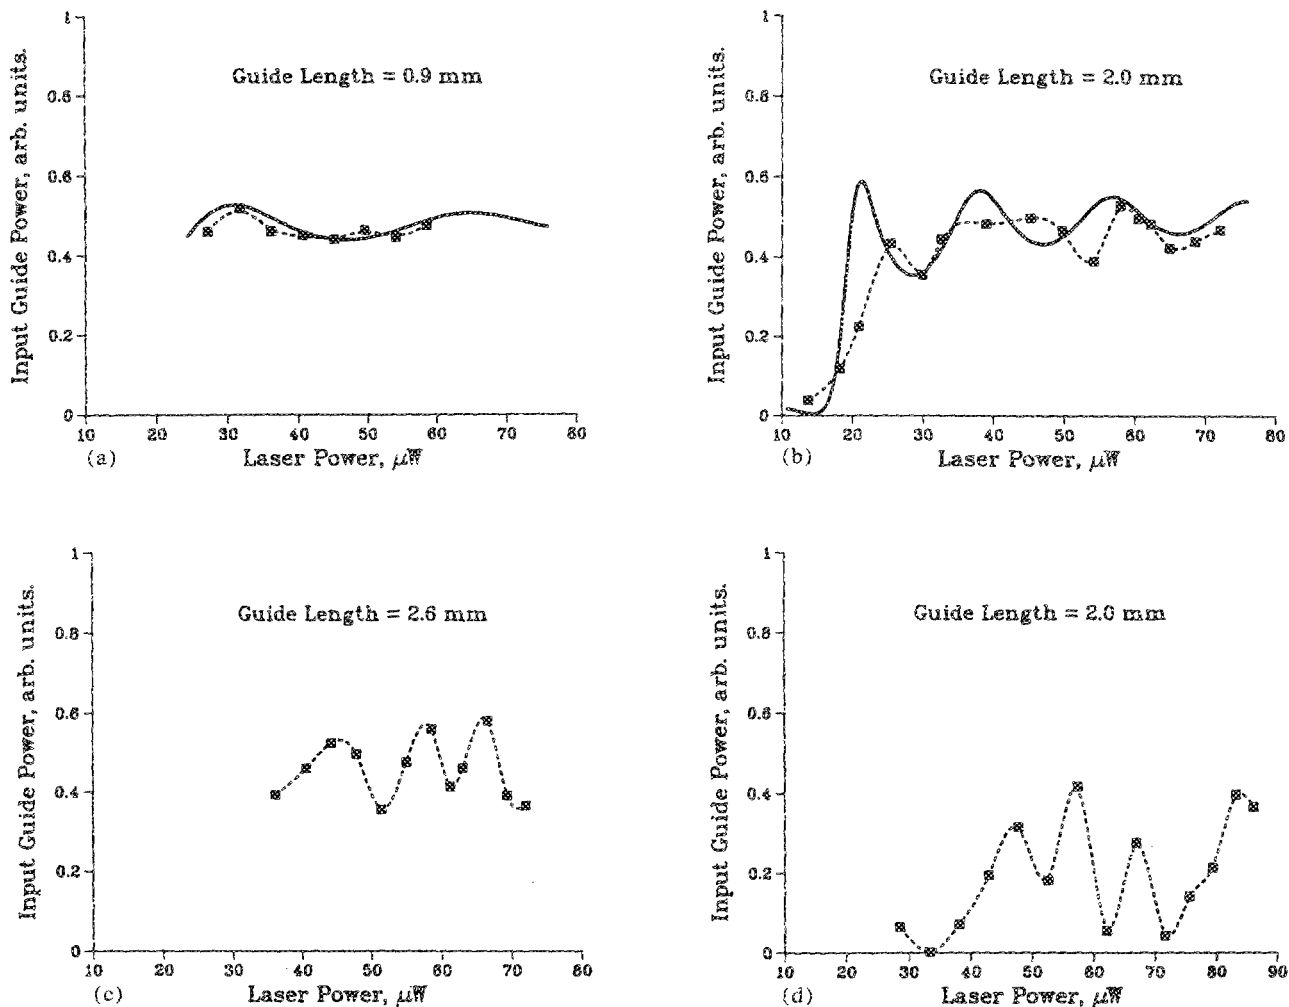 Input Guide Power, arb. units.
1
0.8
0.6
0.4
0.2
0
Guide Length = 0.9 mm
10 20 30 40 50 60 70 80
(a) Laser Power, μW
Input Guide Power, arb. units.
1
0.8
0.6
0.4
0.2
0
Guide Length = 2.0 mm
10 20 30 40 50 60 70 80
(b) Laser Power, μW
Input Guide Power, arb. units.
1
0.8
0.6
0.4
0.2
0
Guide Length = 2.6 mm
10 20 30 40 50 60 70 80
(c) Laser Power, μW
Input Guide Power, arb. units.
1
0.8
0.6
0.4
0.2
0
Guide Length = 2.0 mm
10 20 30 40 50 60 70 80 90
(d) Laser Power, μW